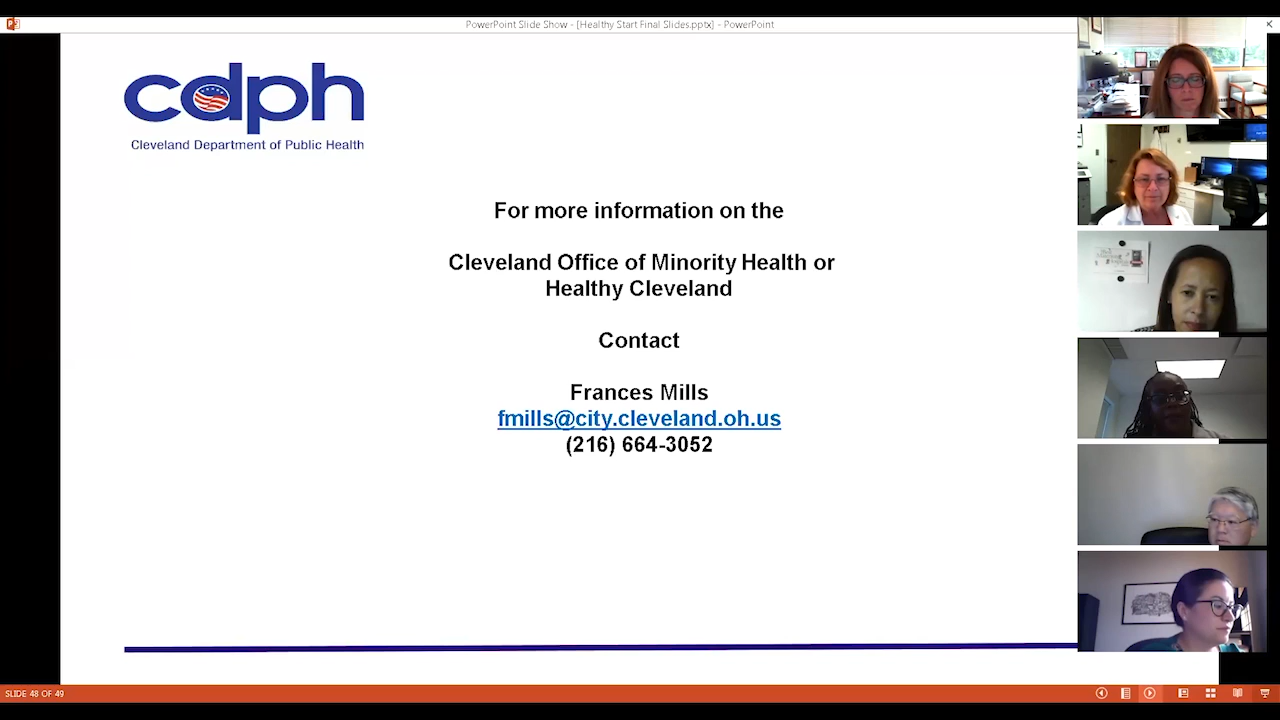 PowerPoint Slide Show - [Healthy Start Final Slides.pptx] - PowerPoint
cdph
Cleveland Department of Public Health
For more information on the
Cleveland Office of Minority Health or
Healthy Cleveland
Contact
Frances Mills
fmills@city.cleveland.oh.us
(216) 664-3052
SLIDE 48 OF 49